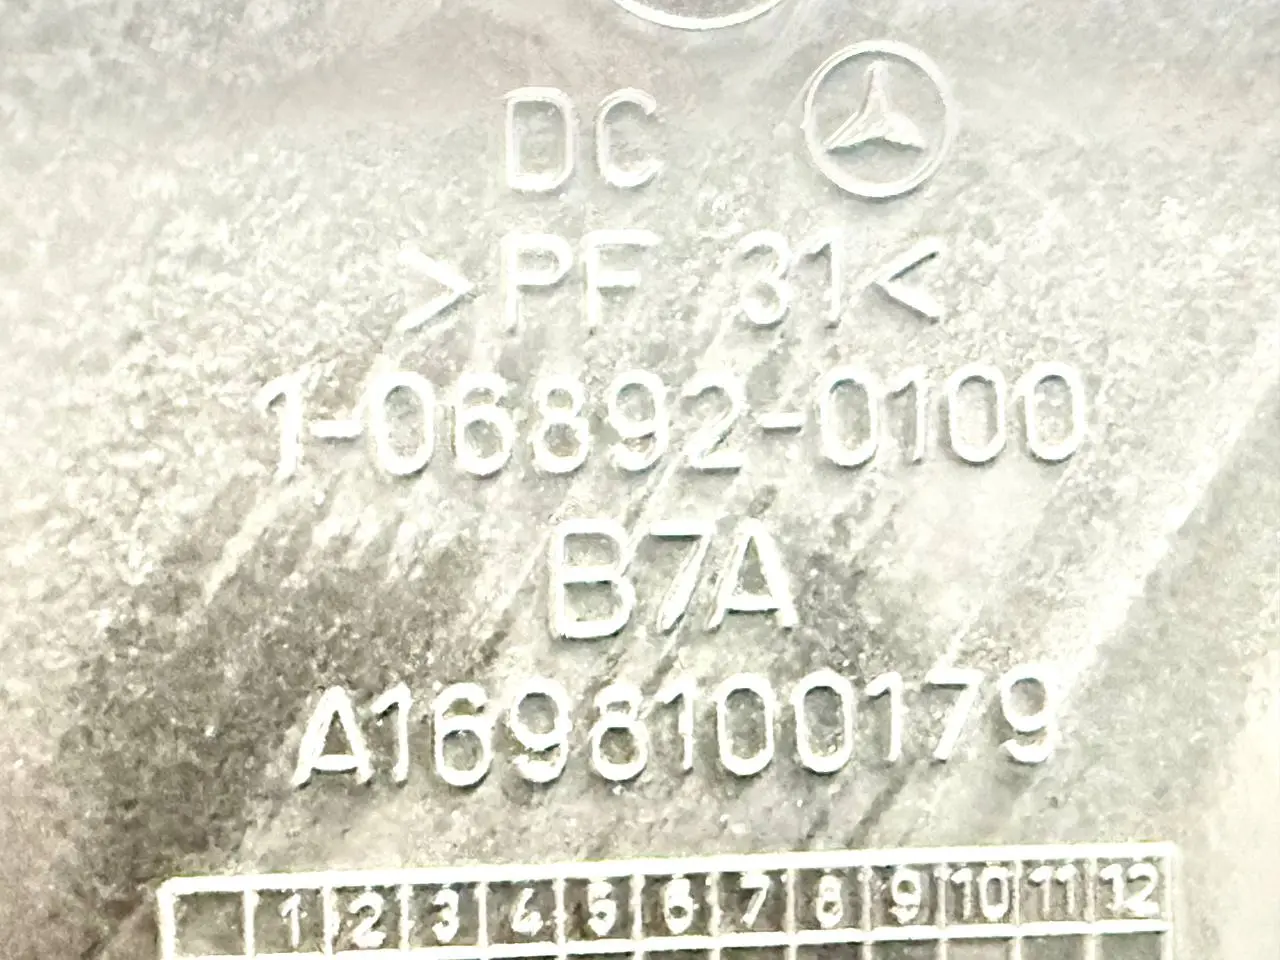 DC
>PF 31<
1-06892-0100
B7A
A1698100179
1 2 3 4 5 6 7 8 9 10 11 12